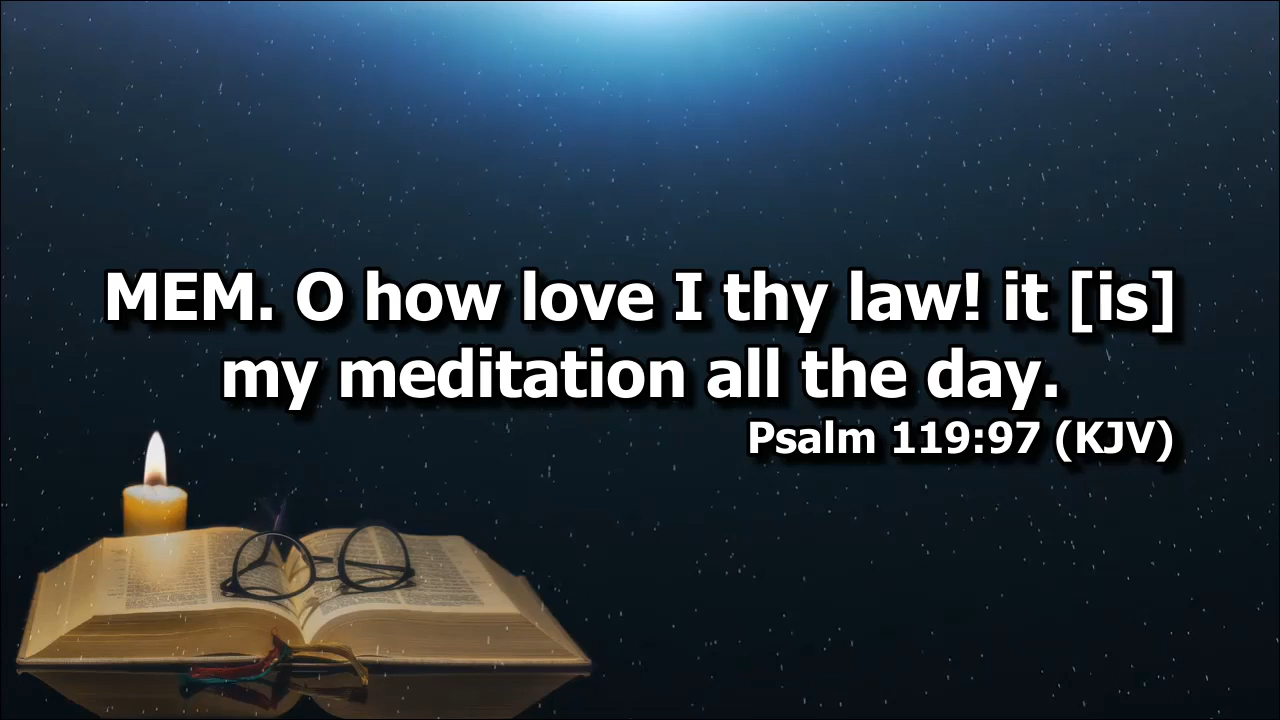 MEM. O how love I thy law! it [is]
my meditation all the day.
Psalm 119:97 (KJV)